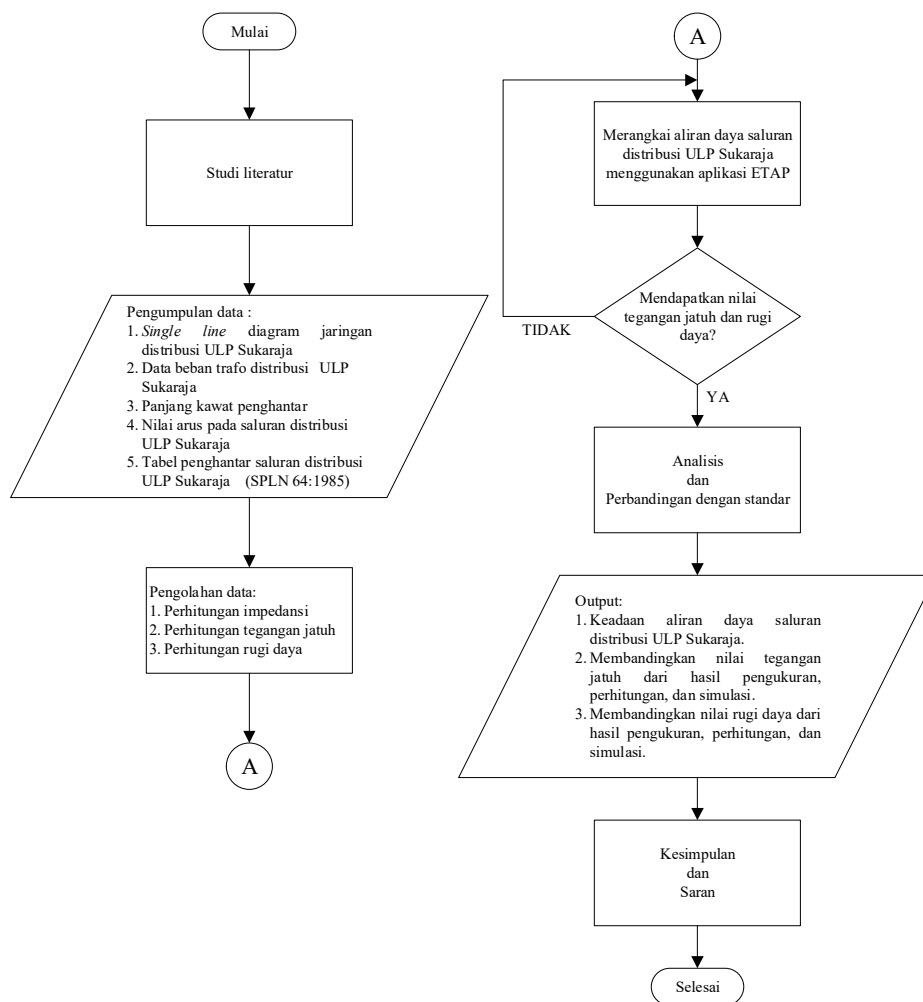 Mulai
Studi literatur
Pengumpulan data :
1. Single line diagram jaringan
distribusi ULP Sukaraja
2. Data beban trafo distribusi ULP
Sukaraja
3. Panjang kawat penghantar
4. Nilai arus pada saluran distribusi
ULP Sukaraja
5. Tabel penghantar saluran distribusi
ULP Sukaraja (SPLN 64:1985)
Pengolahan data:
1. Perhitungan impedansi
2. Perhitungan tegangan jatuh
3. Perhitungan rugi daya
A
A
Merangkai aliran daya saluran
distribusi ULP Sukaraja
menggunakan aplikasi ETAP
Mendapatkan nilai
tegangan jatuh dan rugi
daya?
TIDAK
YA
Analisis
dan
Perbandingan dengan standar
Output:
1. Keadaan aliran daya saluran
distribusi ULP Sukaraja.
2. Membandingkan nilai tegangan
jatuh dari hasil pengukuran,
perhitungan, dan simulasi.
3. Membandingkan nilai rugi daya dari
hasil pengukuran, perhitungan, dan
simulasi.
Kesimpulan
dan
Saran
Selesai